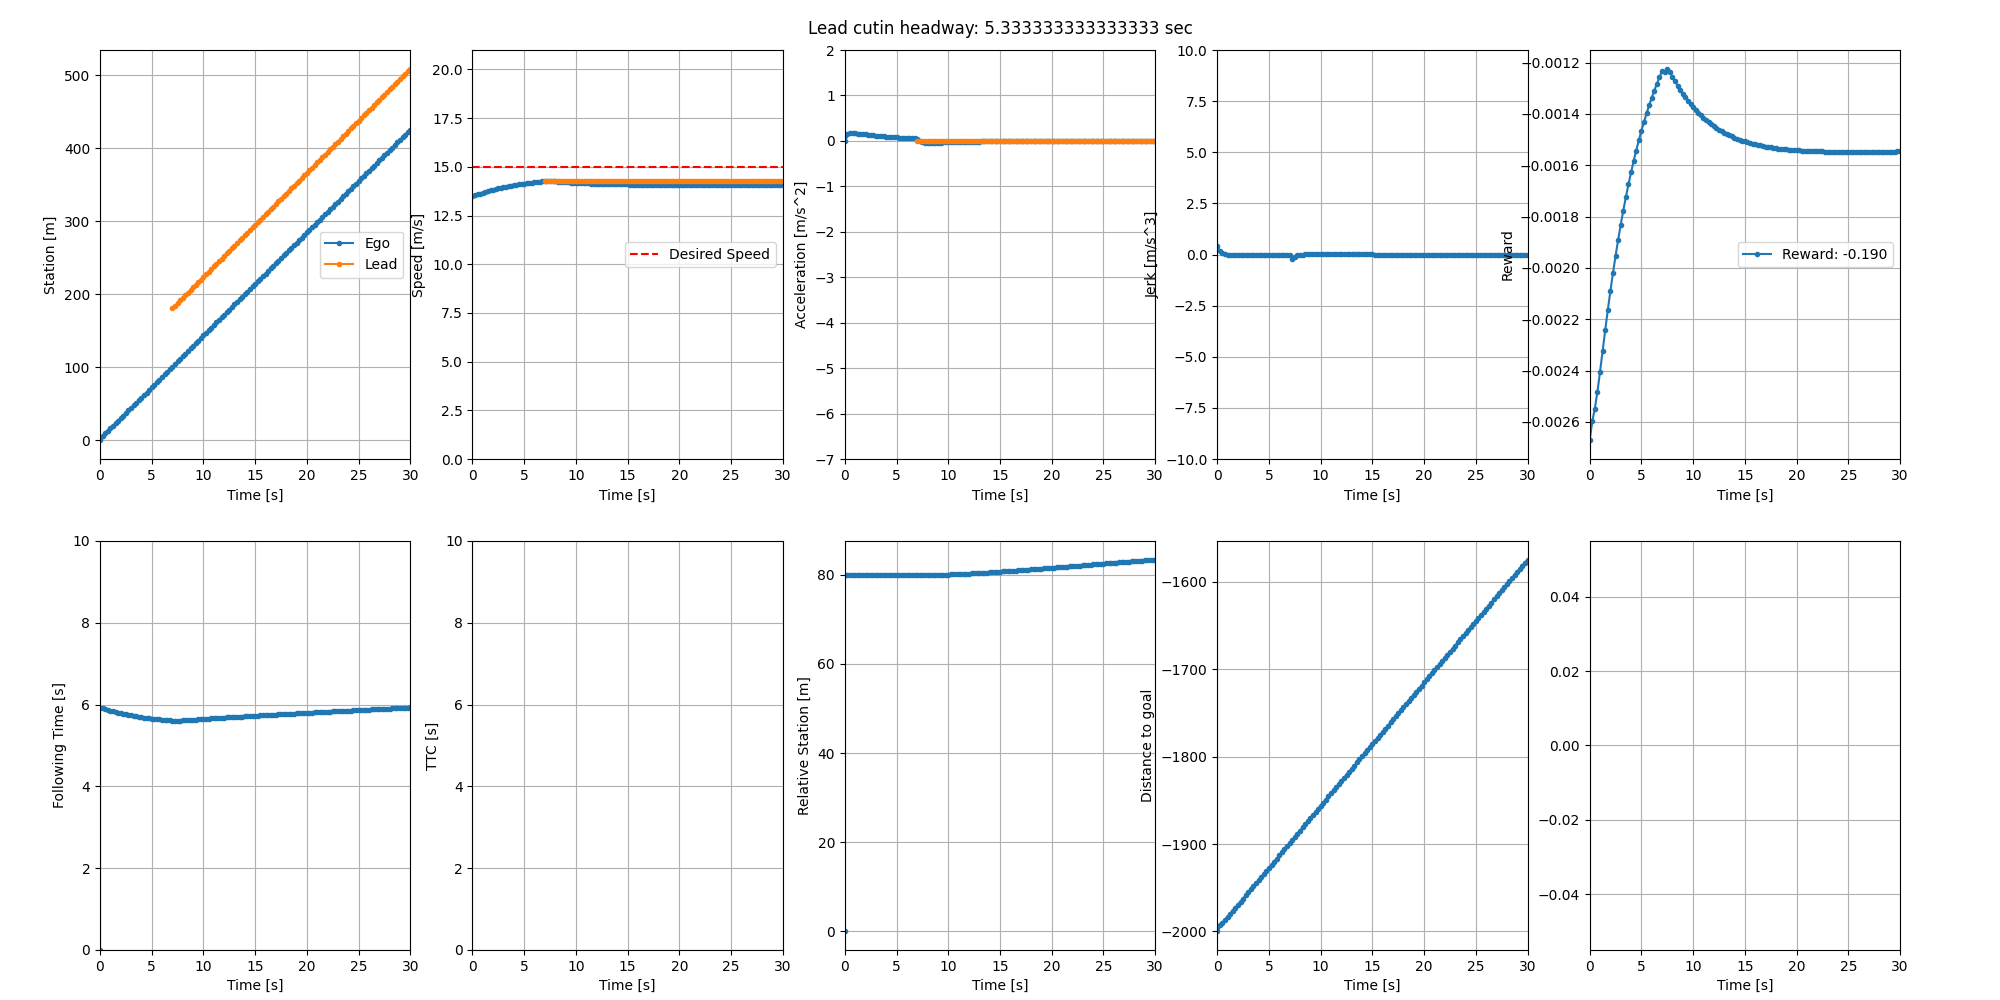 Lead cutin headway: 5.333333333333333 sec
Station [m]
500
400
300
200
100
0
Ego
Lead
0 5 10 15 20 25 30
Time [s]
Speed [m/s]
20.0
17.5
15.0
12.5
10.0
7.5
5.0
2.5
0.0
Desired Speed
0 5 10 15 20 25 30
Time [s]
Acceleration [m/s^2]
2
1
0
−1
−2
−3
−4
−5
−6
−7
0 5 10 15 20 25 30
Time [s]
Jerk [m/s^3]
10.0
7.5
5.0
2.5
0.0
−2.5
−5.0
−7.5
−10.0
0 5 10 15 20 25 30
Time [s]
Reward
−0.0012
−0.0014
−0.0016
−0.0018
−0.0020
−0.0022
−0.0024
−0.0026
Reward: -0.190
0 5 10 15 20 25 30
Time [s]
Following Time [s]
10
8
6
4
2
0
0 5 10 15 20 25 30
Time [s]
TTC [s]
10
8
6
4
2
0
0 5 10 15 20 25 30
Time [s]
Relative Station [m]
80
60
40
20
0
0 5 10 15 20 25 30
Time [s]
Distance to goal
−1600
−1700
−1800
−1900
−2000
0 5 10 15 20 25 30
Time [s]
0.04
0.02
0.00
−0.02
−0.04
0 5 10 15 20 25 30
Time [s]